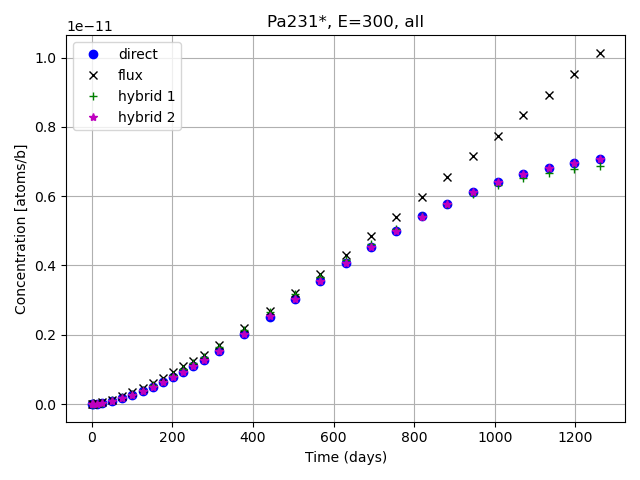 Pa231*, E=300, all
1e−11
direct
flux
hybrid 1
hybrid 2
1.0
0.8
0.6
0.4
0.2
0.0
Concentration [atoms/b]
0 200 400 600 800 1000 1200
Time (days)